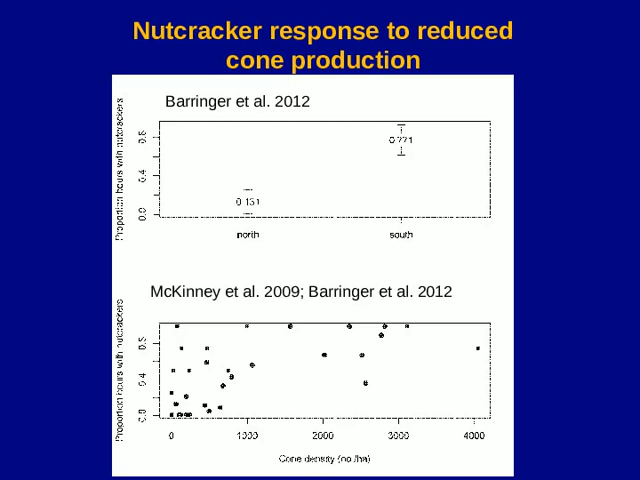 Nutcracker response to reduced
cone production
Barringer et al. 2012
Proportion hours with nutcrackers
0.8
0.4
0.0
0.771
0.131
north south
McKinney et al. 2009; Barringer et al. 2012
Proportion hours with nutcrackers
0.8
0.4
0.0
0 1000 2000 3000 4000
Cone density (no./ha)